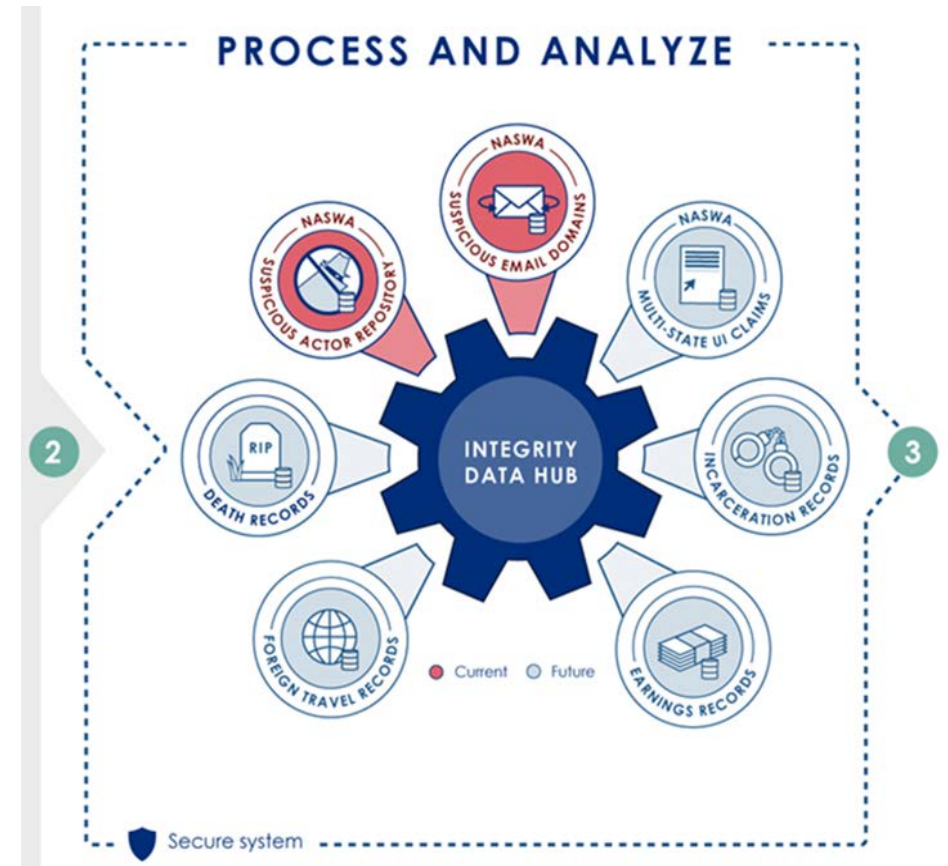 PROCESS AND ANALYZE
NASWA
SUSPICIOUS EMAIL DOMAINS
NASWA
SUSPICIOUS ACTOR REPOSITORY
NASWA
MULTI-STATE UI CLAIMS
RIP
DEATH RECORDS
INTEGRITY
DATA HUB
INCARCERATION RECORDS
2
3
FOREIGN TRAVEL RECORDS
EARNINGS RECORDS
Current
Future
Secure system